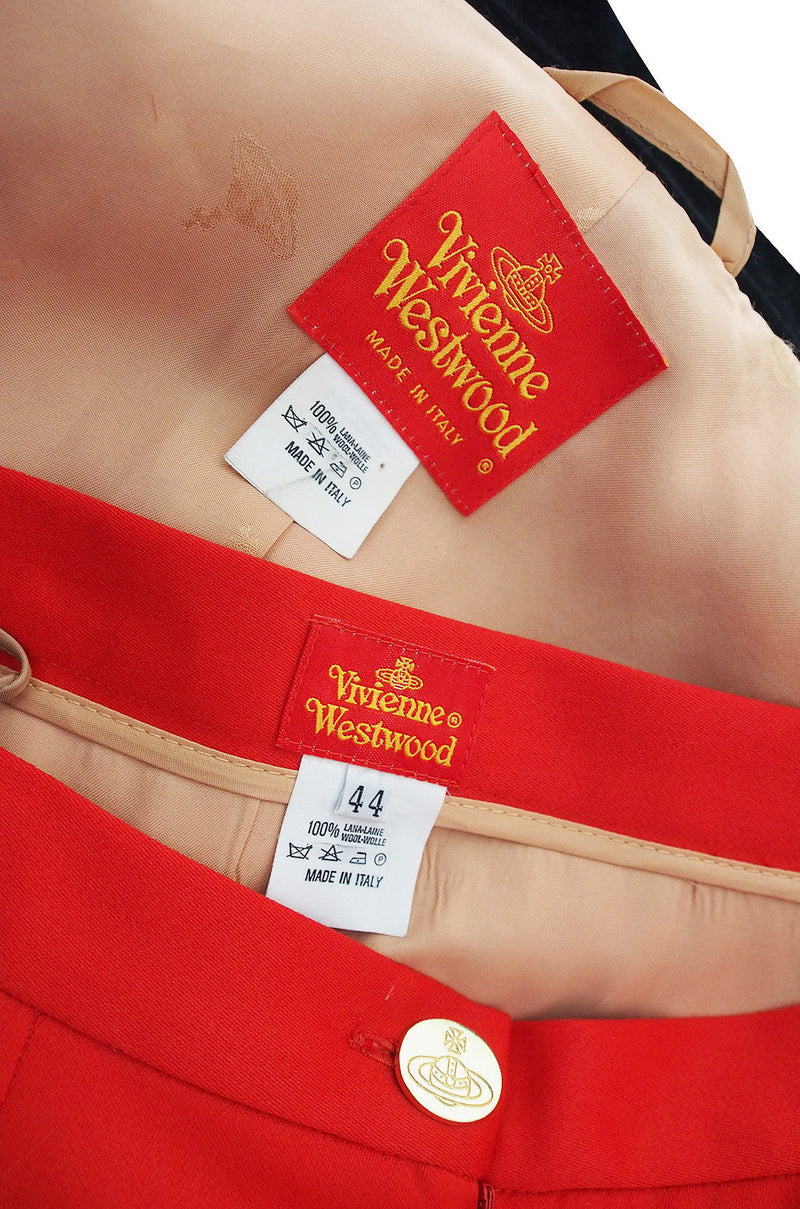 Vivienne
Westwood
MADE IN ITALY ®
100% LANA-LAINE
WOOL-WOLLE
P
MADE IN ITALY
Vivienne ®
Westwood
44
100% LANA-LAINE
WOOL-WOLLE
P
MADE IN ITALY